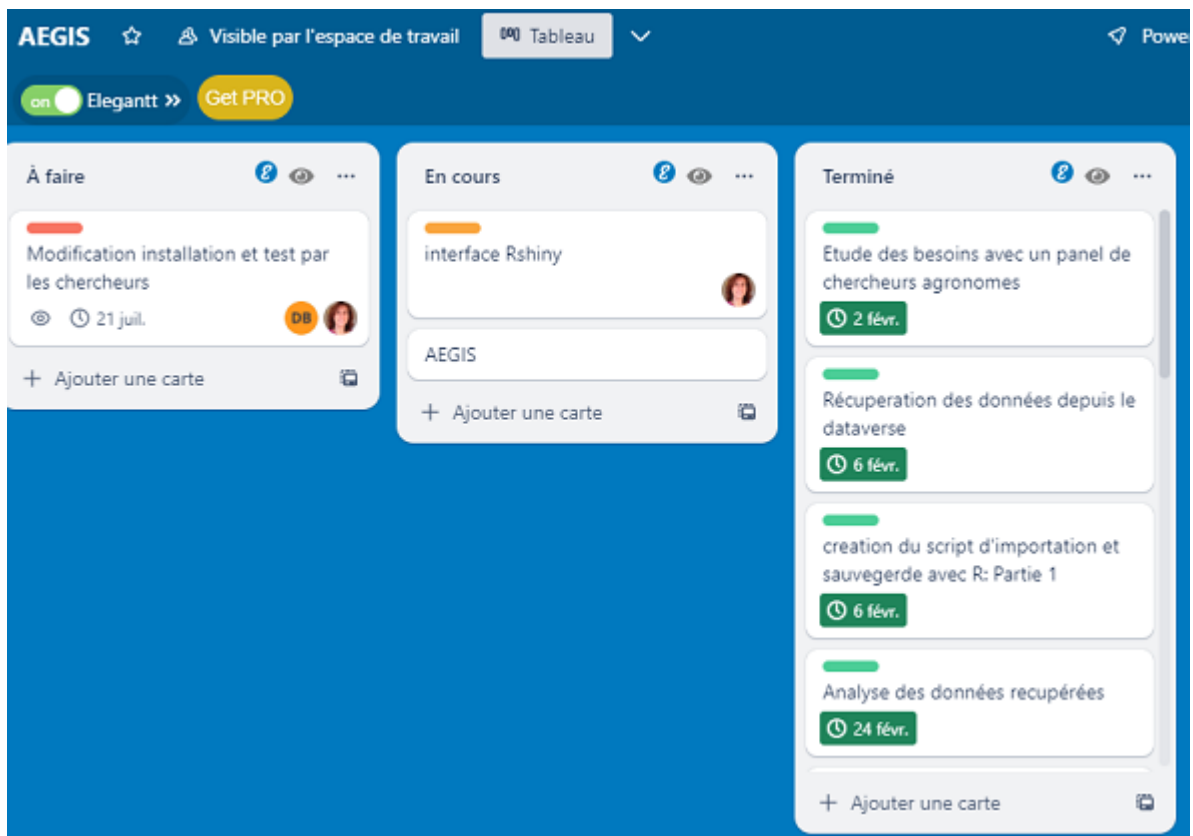 AEGIS Visible par l'espace de travail Tableau Power
on Elegantt >> Get PRO
À faire
Modification installation et test par
les chercheurs
21 juil. DB
+ Ajouter une carte
En cours
interface Rshiny
AEGIS
+ Ajouter une carte
Terminé
Etude des besoins avec un panel de
chercheurs agronomes
2 févr.
Récuperation des données depuis le
dataverse
6 févr.
creation du script d'importation et
sauvegerde avec R: Partie 1
6 févr.
Analyse des données recupérées
24 févr.
+ Ajouter une carte